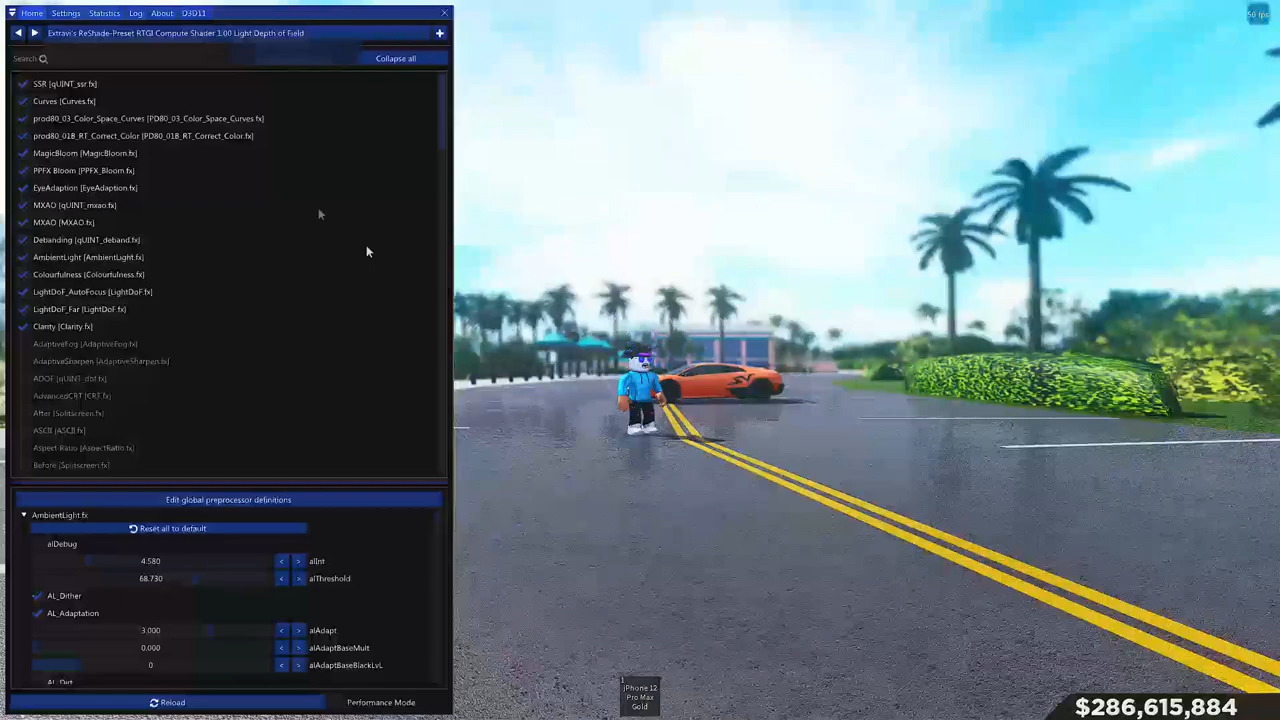 Home Settings Statistics Log About D3D11
Extravi's ReShade-Preset RTGI Compute Shader 1.00 Light Depth of Field
Search
Collapse all
SSR [qUINT_ssr.fx]
Curves [Curves.fx]
prod80_03_Color_Space_Curves [PD80_03_Color_Space_Curves.fx]
prod80_01B_RT_Correct_Color [PD80_01B_RT_Correct_Color.fx]
MagicBloom [MagicBloom.fx]
PPFX Bloom [PPFX_Bloom.fx]
EyeAdaption [EyeAdaption.fx]
MXAO [qUINT_mxao.fx]
MXAO [MXAO.fx]
Debanding [qUINT_deband.fx]
AmbientLight [AmbientLight.fx]
Colourfulness [Colourfulness.fx]
LightDoF_AutoFocus [LightDoF.fx]
LightDoF_Far [LightDoF.fx]
Clarity [Clarity.fx]
AdaptiveFog [AdaptiveFog.fx]
AdaptiveSharpen [AdaptiveSharpen.fx]
ADOF [qUINT_dof.fx]
AdvancedCRT [CRT.fx]
After [Splitscreen.fx]
ASCII [ASCII.fx]
Aspect Ratio [AspectRatio.fx]
Before [Splitscreen.fx]
Edit global preprocessor definitions
AmbientLight.fx
Reset all to default
alDebug
4.580 < > alInt
68.730 < > alThreshold
AL_Dither
AL_Adaptation
3.000 < > alAdapt
0.000 < > alAdaptBaseMult
0 < > alAdaptBaseBlackLvL
AL_Dirt
Reload
Performance Mode
50 fps
1
iPhone 12
Pro Max
Gold
$286,615,884